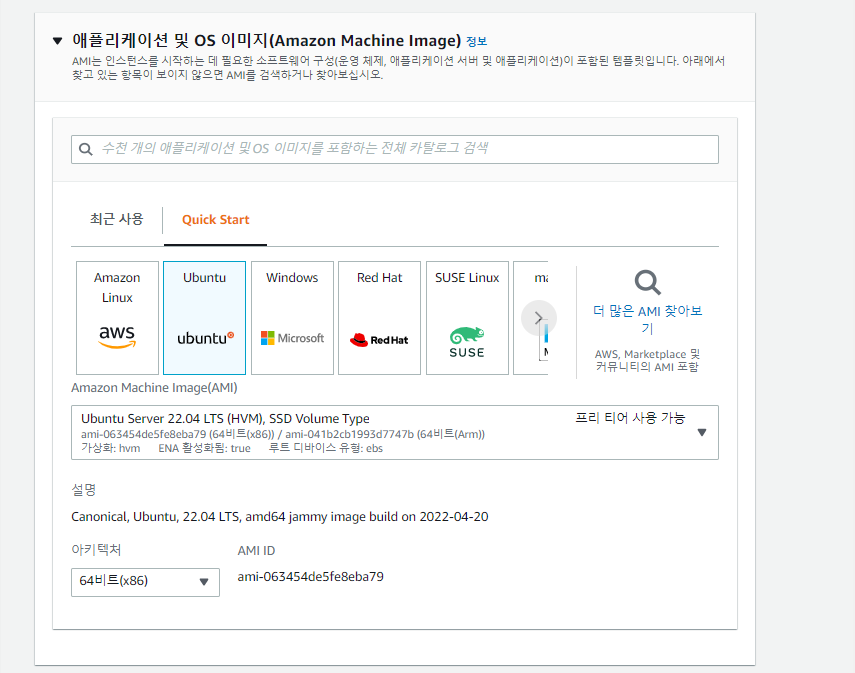 애플리케이션 및 OS 이미지(Amazon Machine Image) 정보
AMI는 인스턴스를 시작하는 데 필요한 소프트웨어 구성(운영 체제, 애플리케이션 서버 및 애플리케이션)이 포함된 템플릿입니다. 아래에서
찾고 있는 항목이 보이지 않으면 AMI를 검색하거나 찾아보십시오.
수천 개의 애플리케이션 및 OS 이미지를 포함하는 전체 카탈로그 검색
최근 사용
Quick Start
Amazon
Linux
aws
Ubuntu
ubuntu
Windows
Microsoft
Red Hat
Red Hat
SUSE Linux
SUSE
ma
M
더 많은 AMI 찾아보
기
AWS, Marketplace 및
커뮤니티의 AMI 포함
Amazon Machine Image(AMI)
Ubuntu Server 22.04 LTS (HVM), SSD Volume Type
프리 티어 사용 가능
ami-063454de5fe8eba79 (64비트(x86)) / ami-041b2cb1993d7747b (64비트(Arm))
가상화: hvm ENA 활성화됨: true 루트 디바이스 유형: ebs
설명
Canonical, Ubuntu, 22.04 LTS, amd64 jammy image build on 2022-04-20
아키텍처
AMI ID
64비트(x86)
ami-063454de5fe8eba79